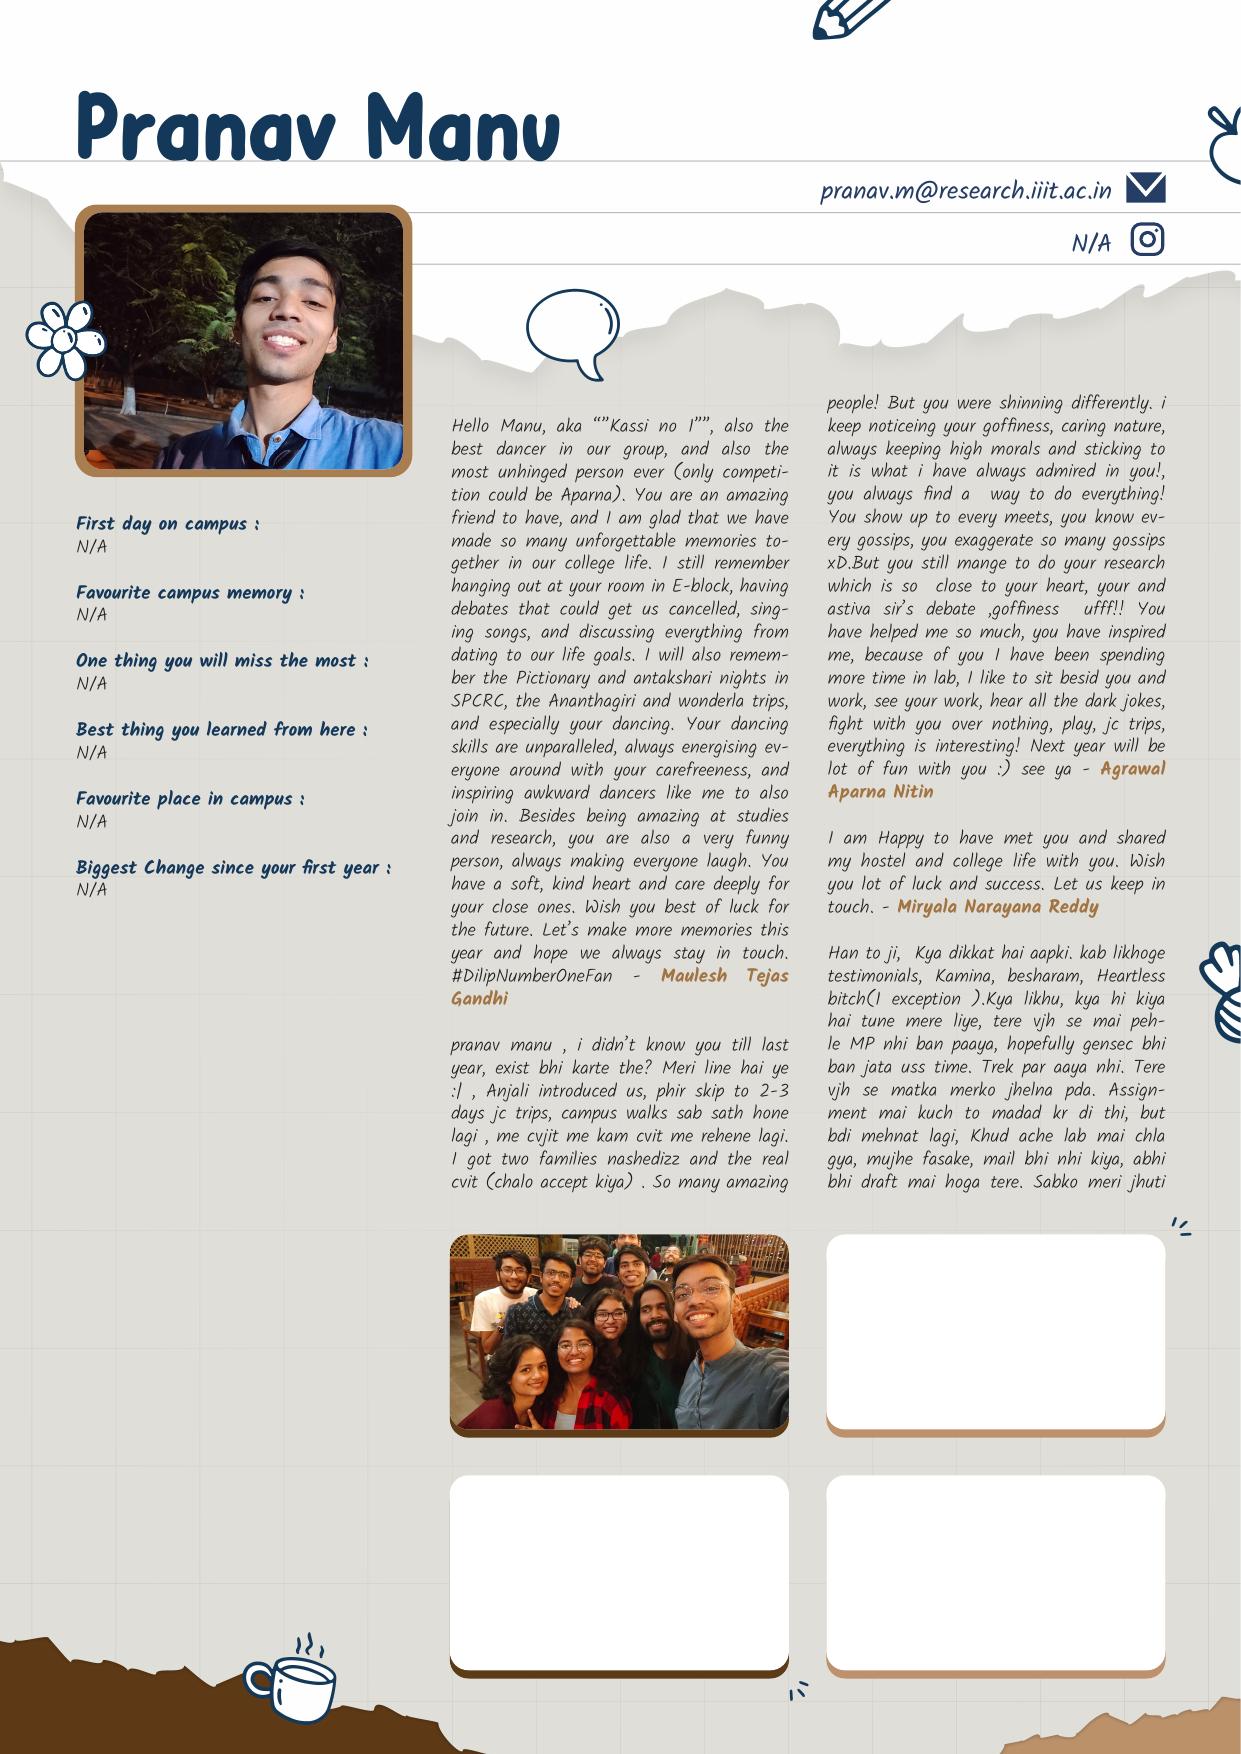 Pranav Manu
pranav.m@research.iiit.ac.in
N/A
First day on campus :
N/A
Favourite campus memory :
N/A
One thing you will miss the most :
N/A
Best thing you learned from here :
N/A
Favourite place in campus :
N/A
Biggest Change since your first year :
N/A
Hello Manu, aka “”Kassi no 1””, also the
best dancer in our group, and also the
most unhinged person ever (only competi-
tion could be Aparna). You are an amazing
friend to have, and I am glad that we have
made so many unforgettable memories to-
gether in our college life. I still remember
hanging out at your room in E-block, having
debates that could get us cancelled, sing-
ing songs, and discussing everything from
dating to our life goals. I will also remem-
ber the Pictionary and antakshari nights in
SPCRC, the Ananthagiri and wonderla trips,
and especially your dancing. Your dancing
skills are unparalleled, always energising ev-
eryone around with your carefreeness, and
inspiring awkward dancers like me to also
join in. Besides being amazing at studies
and research, you are also a very funny
person, always making everyone laugh. You
have a soft, kind heart and care deeply for
your close ones. Wish you best of luck for
the future. Let’s make more memories this
year and hope we always stay in touch.
#DilipNumberOneFan - Maulesh Tejas
Gandhi
pranav manu , i didn’t know you till last
year, exist bhi karte the? Meri line hai ye
:| , Anjali introduced us, phir skip to 2-3
days jc trips, campus walks sab sath hone
lagi , me cvjit me kam cvit me rehene lagi.
I got two families nashedizz and the real
cvit (chalo accept kiya) . So many amazing
people! But you were shinning differently. i
keep noticeing your goffiness, caring nature,
always keeping high morals and sticking to
it is what i have always admired in you!,
you always find a way to do everything!
You show up to every meets, you know ev-
ery gossips, you exaggerate so many gossips
xD.But you still mange to do your research
which is so close to your heart, your and
astiva sir’s debate ,goffiness ufff!! You
have helped me so much, you have inspired
me, because of you I have been spending
more time in lab, I like to sit besid you and
work, see your work, hear all the dark jokes,
fight with you over nothing, play, jc trips,
everything is interesting! Next year will be
lot of fun with you :) see ya - Agrawal
Aparna Nitin
I am Happy to have met you and shared
my hostel and college life with you. Wish
you lot of luck and success. Let us keep in
touch. - Miryala Narayana Reddy
Han to ji, Kya dikkat hai aapki. kab likhoge
testimonials, Kamina, besharam, Heartless
bitch(I exception ).Kya likhu, kya hi kiya
hai tune mere liye, tere vjh se mai peh-
le MP nhi ban paaya, hopefully gensec bhi
ban jata uss time. Trek par aaya nhi. Tere
vjh se matka merko jhelna pda. Assign-
ment mai kuch to madad kr di thi, but
bdi mehnat lagi, Khud ache lab mai chla
gya, mujhe fasake, mail bhi nhi kiya, abhi
bhi draft mai hoga tere. Sabko meri jhuti